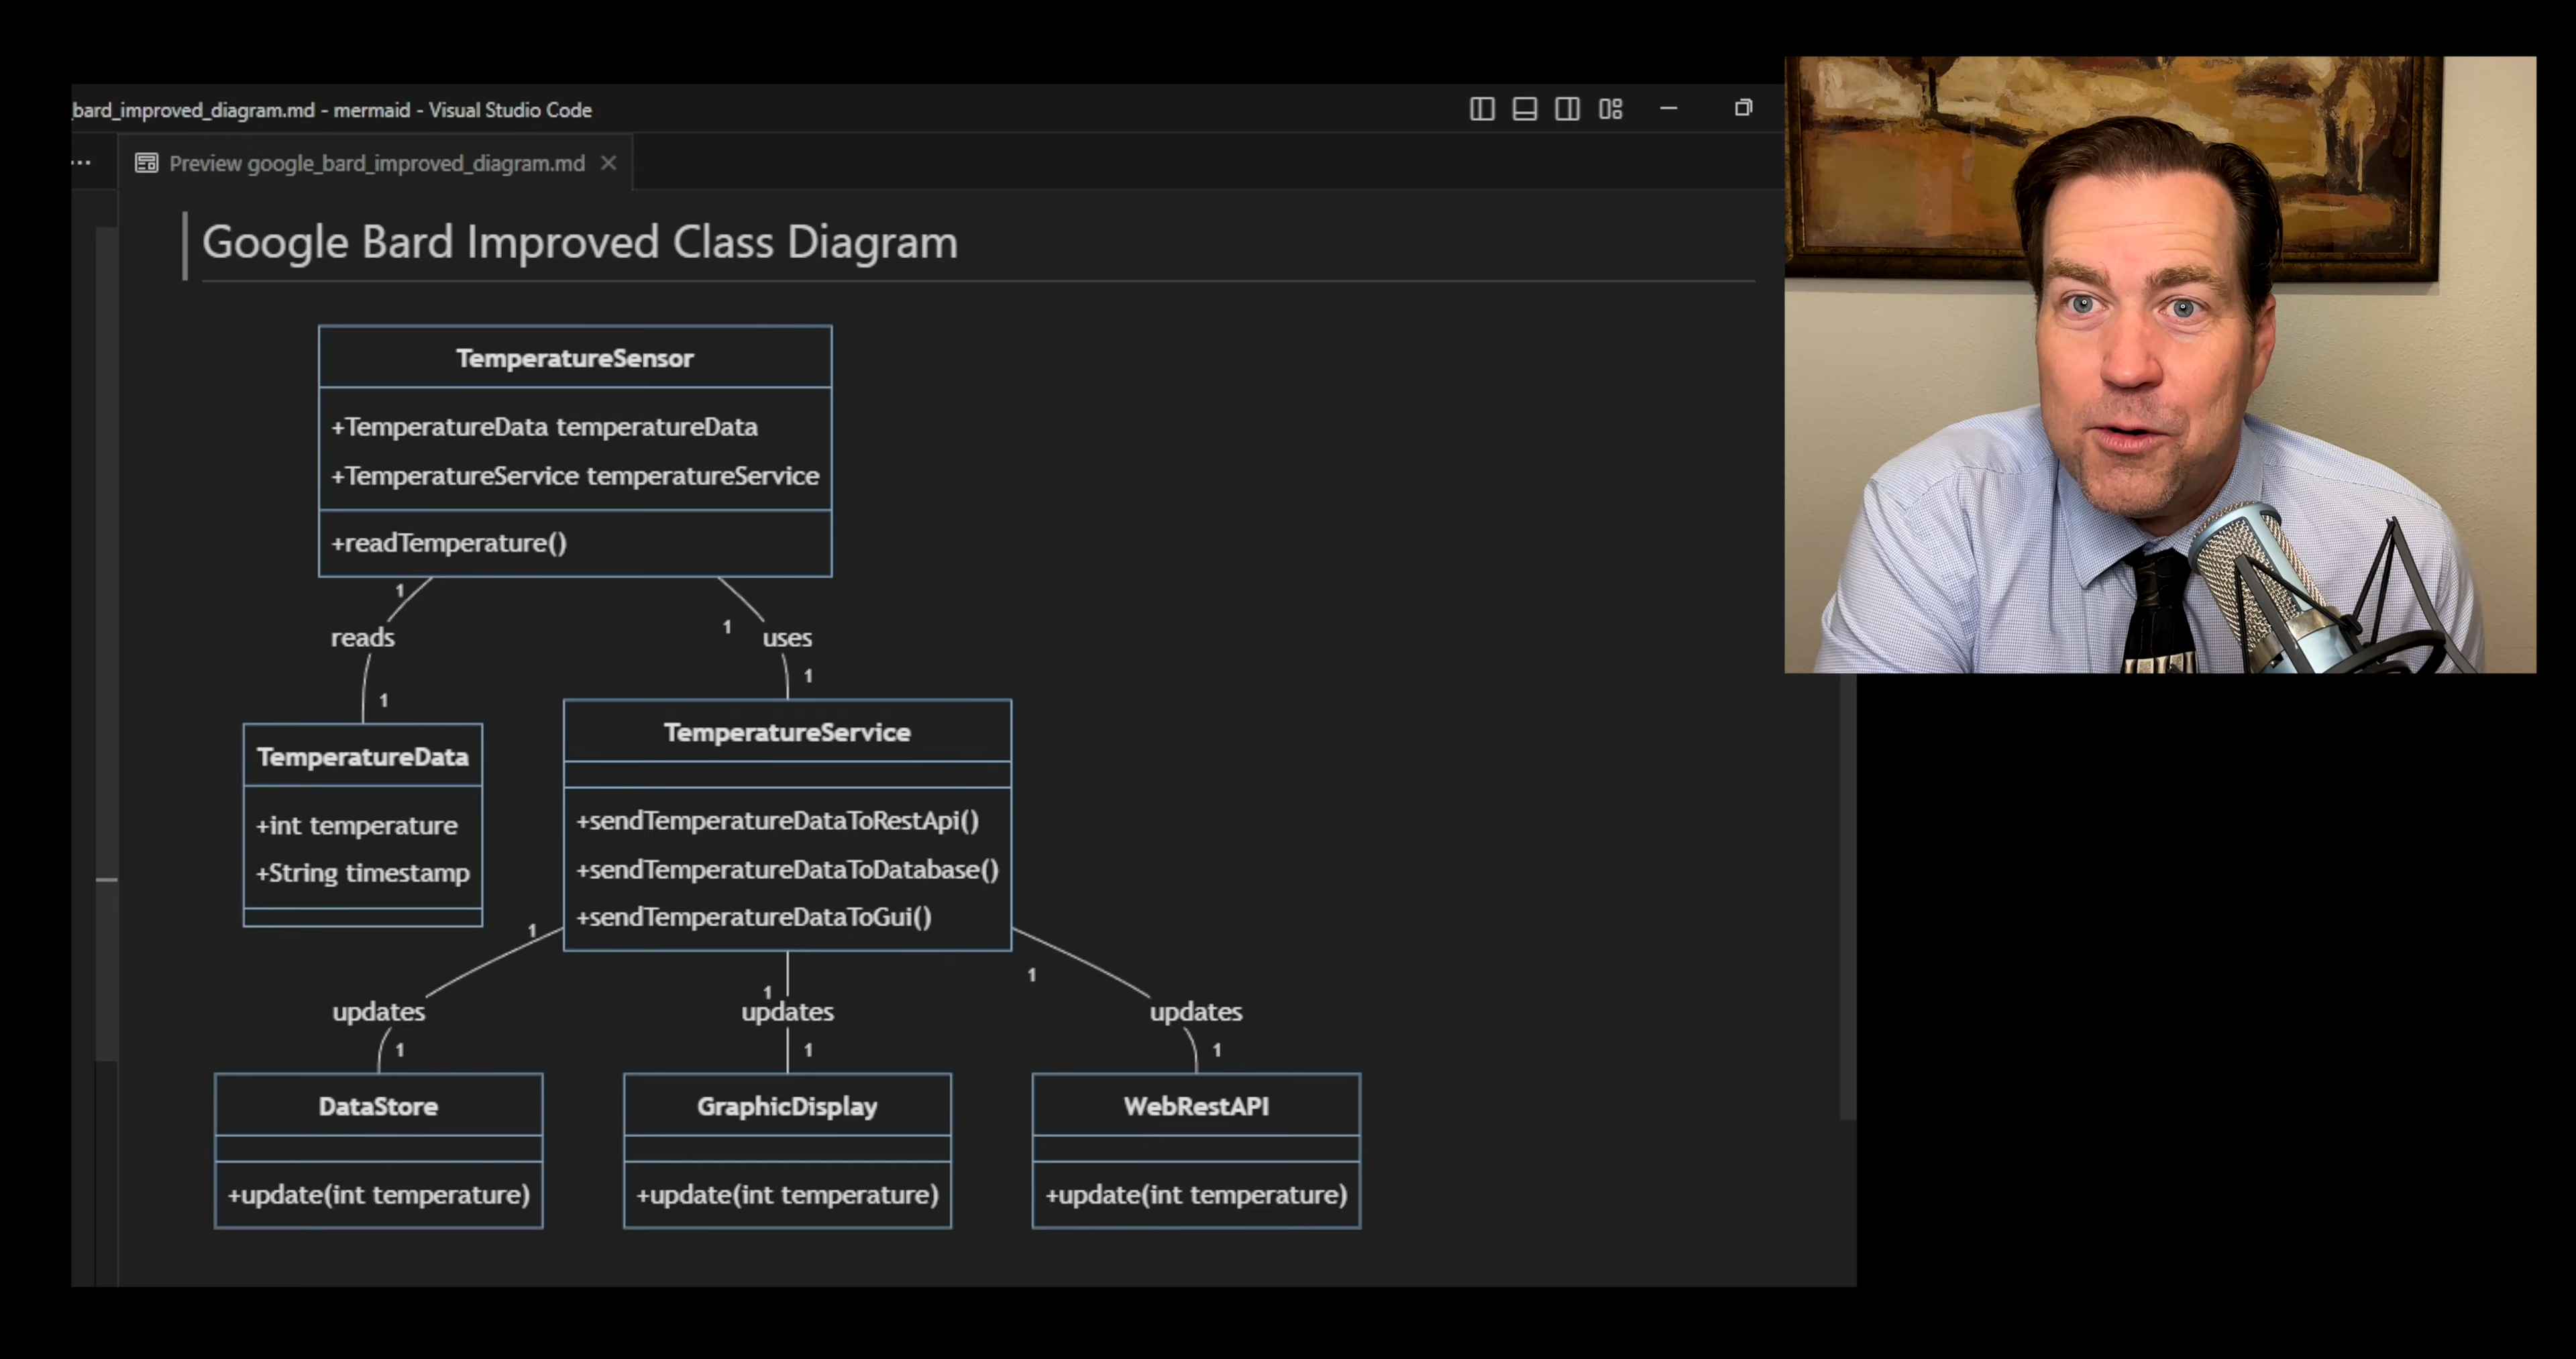 _bard_improved_diagram.md - mermaid - Visual Studio Code
... Preview google_bard_improved_diagram.md
Google Bard Improved Class Diagram
TemperatureSensor
+TemperatureData temperatureData
+TemperatureService temperatureService
+readTemperature()
1
1
reads
uses
1
1
TemperatureData
+int temperature
+String timestamp
TemperatureService
+sendTemperatureDataToRestApi()
+sendTemperatureDataToDatabase()
+sendTemperatureDataToGui()
1
1
1
updates
updates
updates
1
1
1
DataStore
+update(int temperature)
GraphicDisplay
+update(int temperature)
WebRestAPI
+update(int temperature)